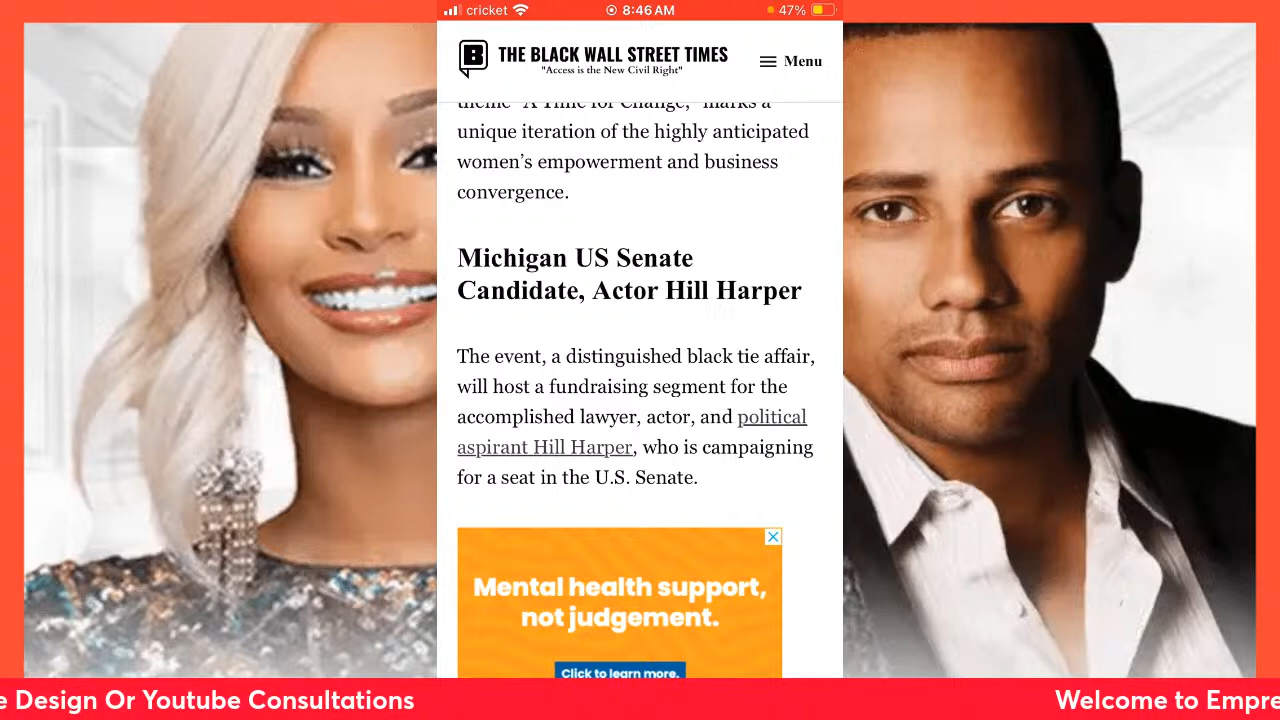 cricket 8:46 AM 47%
B THE BLACK WALL STREET TIMES
"Access is the New Civil Right"
Menu
theme "A Time for Change," marks a
unique iteration of the highly anticipated
women’s empowerment and business
convergence.
Michigan US Senate
Candidate, Actor Hill Harper
The event, a distinguished black tie affair,
will host a fundraising segment for the
accomplished lawyer, actor, and political
aspirant Hill Harper, who is campaigning
for a seat in the U.S. Senate.
Mental health support,
not judgement.
Click to learn more.
e Design Or Youtube Consultations
Welcome to Empre